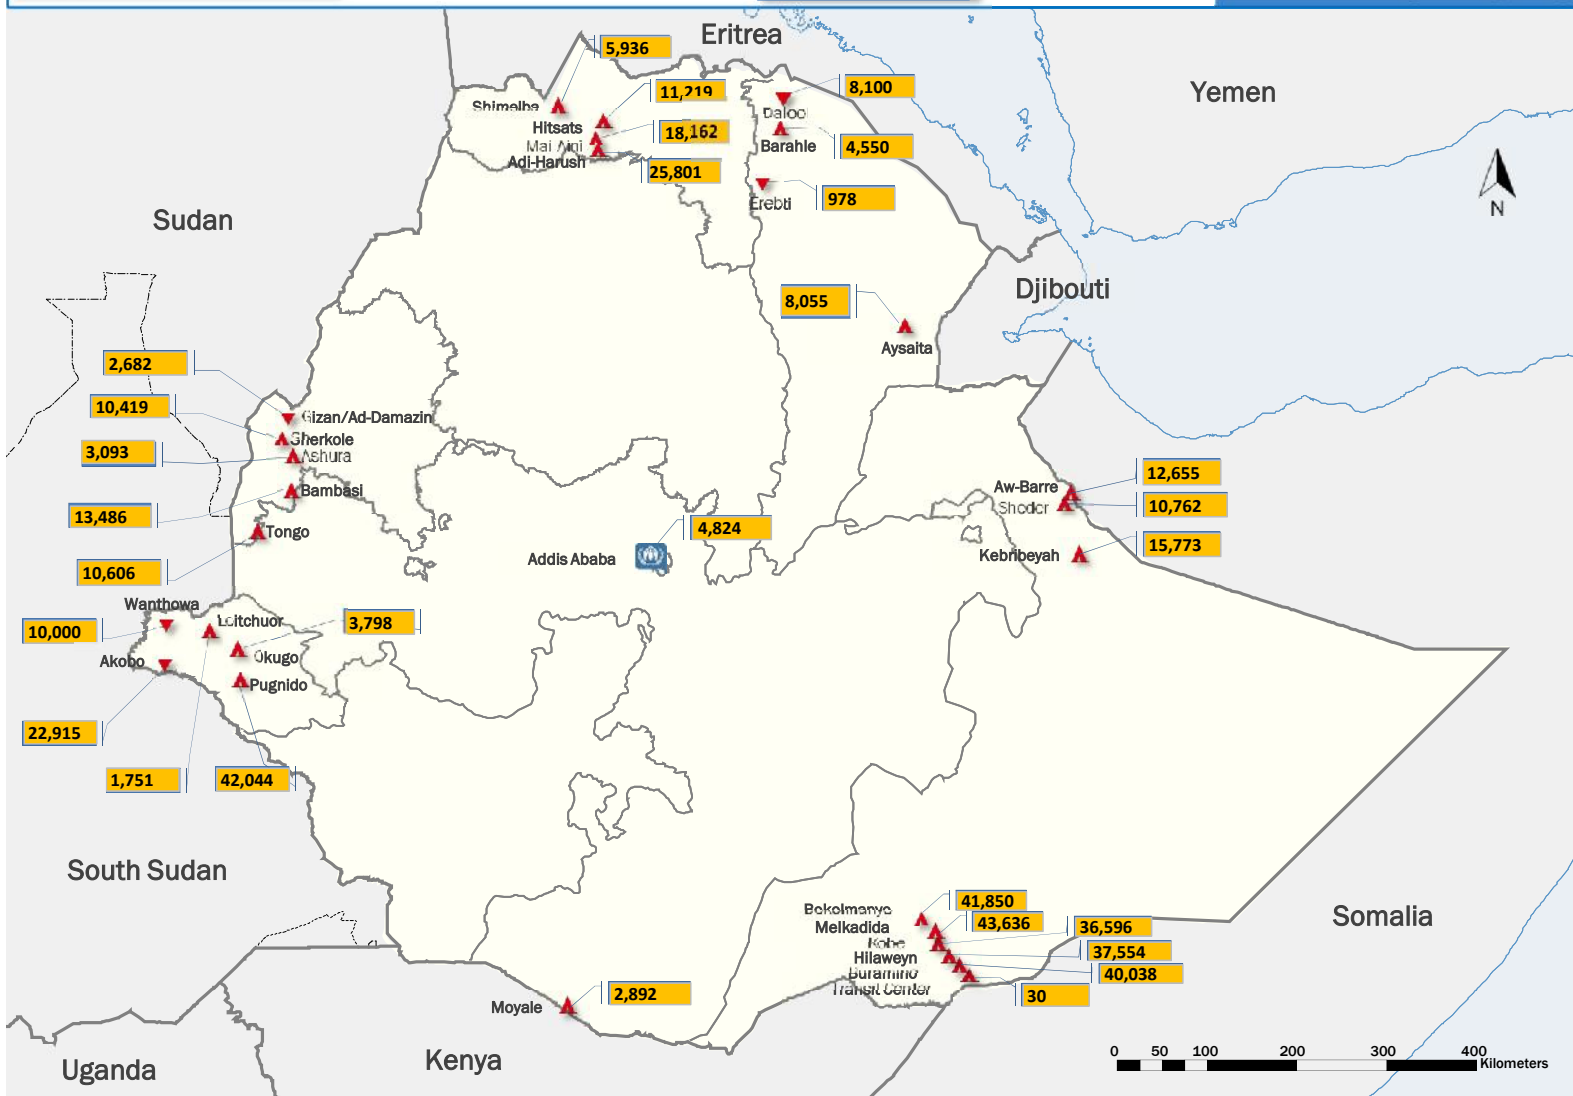 Eritrea
5,936
Yemen
11,219
8,100
Shimelba
Dalool
Hitsats
18,162
Mai Aini
Barahle
4,550
Adi-Harush
25,801
978
Erebti
N
Sudan
Djibouti
8,055
Aysaita
2,682
10,419
Gizan/Ad-Damazin
Sherkole
3,093
Ashura
12,655
Aw-Barre
Bambasi
10,762
Sheder
13,486
4,824
Tongo
15,773
Addis Ababa
Kebribeyah
10,606
Wanthowa
Leitchuor
3,798
10,000
Okugo
Akobo
Pugnido
22,915
1,751
42,044
South Sudan
41,850
Bokolmanyo
43,636
Somalia
Melkadida
36,596
Kobe
37,554
Hilaweyn
40,038
Buramino
Transit Center
30
2,892
Moyale
Kenya
Uganda
0 50 100 200 300 400
Kilometers